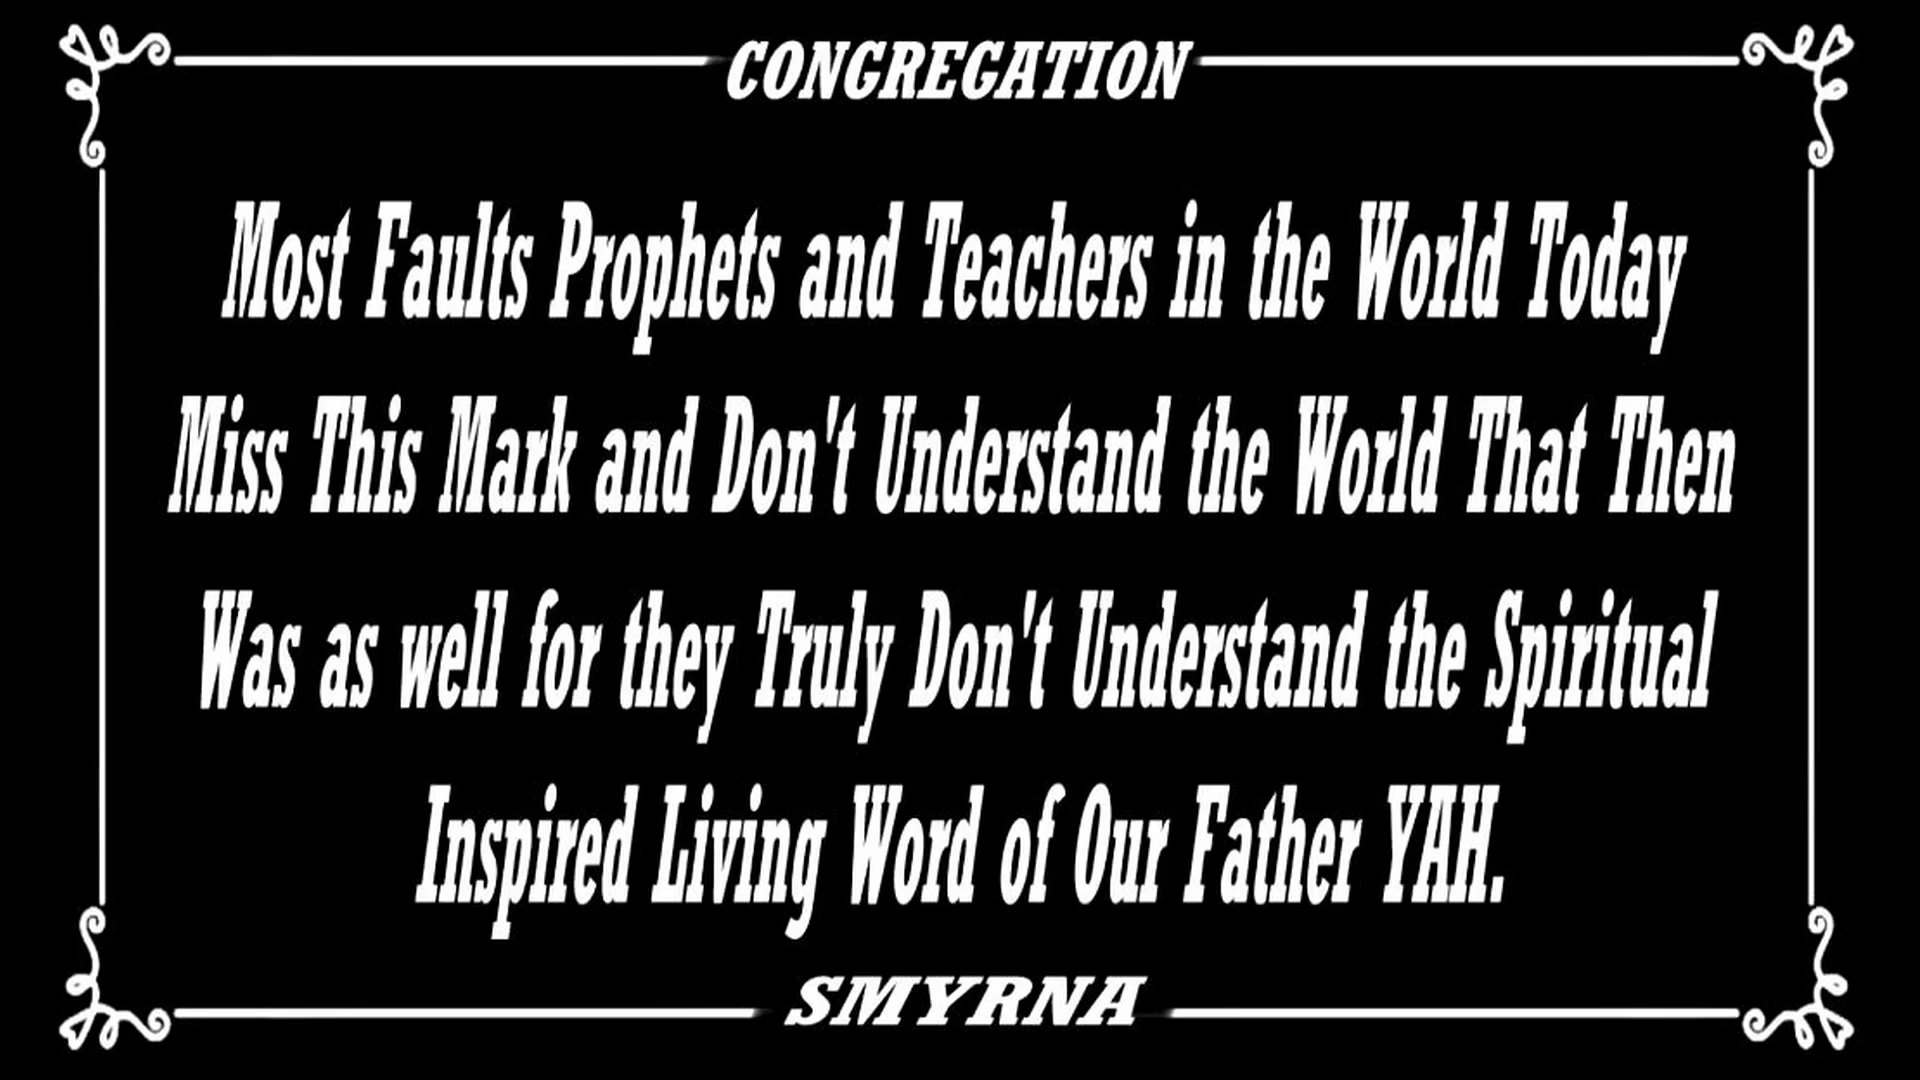 CONGREGATION
Most Faults Prophets and Teachers in the World Today
Miss This Mark and Don't Understand the World That Then
Was as well for they Truly Don't Understand the Spiritual
Inspired Living Word of Our Father YAH.
SMYRNA